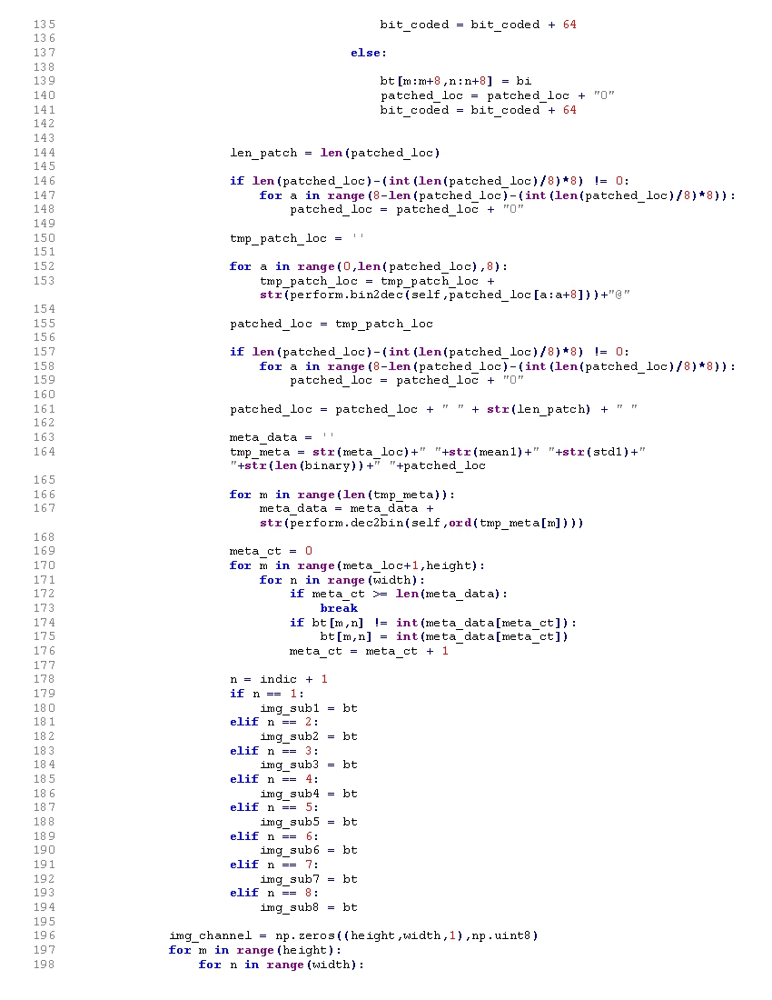 135 bit_coded = bit_coded + 64
136
137 else:
138
139 bt[m:m+8,n:n+8] = bi
140 patched_loc = patched_loc + "0"
141 bit_coded = bit_coded + 64
142
143
144 len_patch = len(patched_loc)
145
146 if len(patched_loc)-(int(len(patched_loc)/8)*8) != 0:
147 for a in range(8-len(patched_loc)-(int(len(patched_loc)/8)*8)):
148 patched_loc = patched_loc + "0"
149
150 tmp_patch_loc = ''
151
152 for a in range(0,len(patched_loc),8):
153 tmp_patch_loc = tmp_patch_loc +
str(perform.bin2dec(self,patched_loc[a:a+8]))+"@"
154
155 patched_loc = tmp_patch_loc
156
157 if len(patched_loc)-(int(len(patched_loc)/8)*8) != 0:
158 for a in range(8-len(patched_loc)-(int(len(patched_loc)/8)*8)):
159 patched_loc = patched_loc + "0"
160
161 patched_loc = patched_loc + " " + str(len_patch) + " "
162
163 meta_data = ''
164 tmp_meta = str(meta_loc)+" "+str(mean1)+" "+str(std1)+"
"+str(len(binary))+" "+patched_loc
165
166 for m in range(len(tmp_meta)):
167 meta_data = meta_data +
str(perform.dec2bin(self,ord(tmp_meta[m])))
168
169 meta_ct = 0
170 for m in range(meta_loc+1,height):
171 for n in range(width):
172 if meta_ct >= len(meta_data):
173 break
174 if bt[m,n] != int(meta_data[meta_ct]):
175 bt[m,n] = int(meta_data[meta_ct])
176 meta_ct = meta_ct + 1
177
178 n = indic + 1
179 if n == 1:
180 img_sub1 = bt
181 elif n == 2:
182 img_sub2 = bt
183 elif n == 3:
184 img_sub3 = bt
185 elif n == 4:
186 img_sub4 = bt
187 elif n == 5:
188 img_sub5 = bt
189 elif n == 6:
190 img_sub6 = bt
191 elif n == 7:
192 img_sub7 = bt
193 elif n == 8:
194 img_sub8 = bt
195
196 img_channel = np.zeros((height,width,1),np.uint8)
197 for m in range(height):
198 for n in range(width):